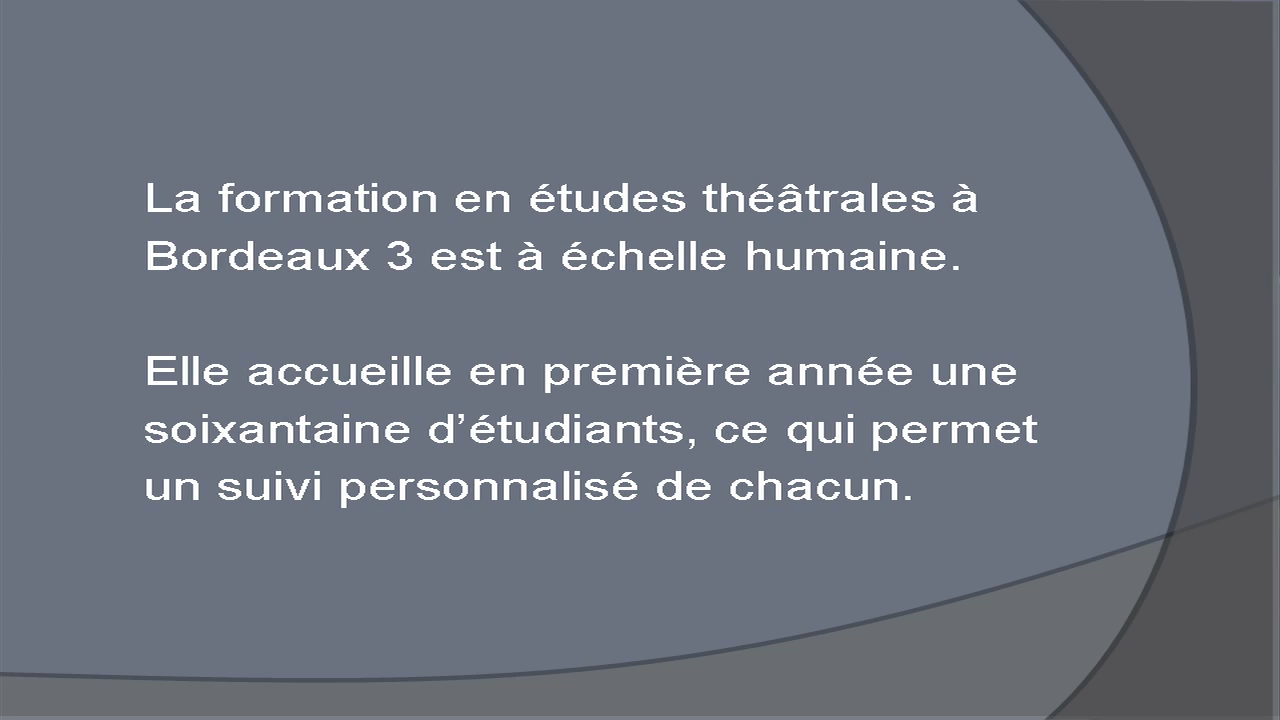 La formation en études théâtrales à
Bordeaux 3 est à échelle humaine.
Elle accueille en première année une
soixantaine d’étudiants, ce qui permet
un suivi personnalisé de chacun.